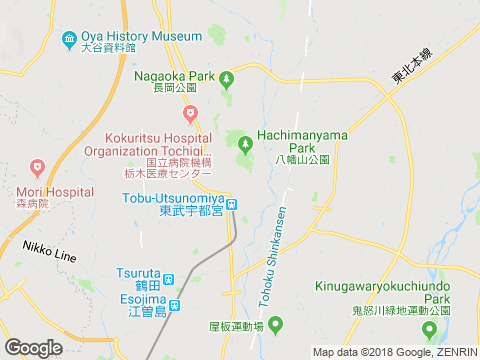 Oya History Museum
大谷資料館
東北本線
Nagaoka Park
長岡公園
Kokuritsu Hospital
Organization Tochigi...
国立病院機構
栃木医療センター
Hachimanyama
Park
八幡山公園
Mori Hospital
森病院
Tobu-Utsunomiya
東武宇都宮
Nikko Line
Tohoku Shinkansen
Tsuruta
鶴田
Esojima
江曽島
Kinugawaryokuchiundo
Park
鬼怒川緑地運動公園
屋板運動場
Google
Map data ©2018 Google, ZENRIN